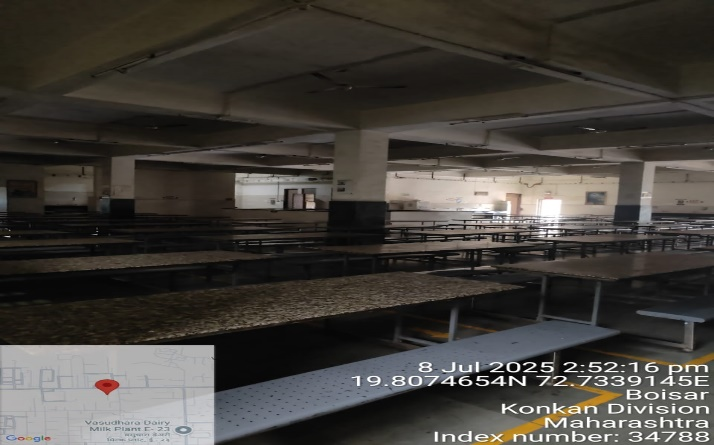 8 Jul 2025 2:52:16 pm
19.8074654N 72.7339145E
Boisar
Konkan Division
Maharashtra
Index number: 34788
Vasudhara Dairy
Milk Plant E-23
Google